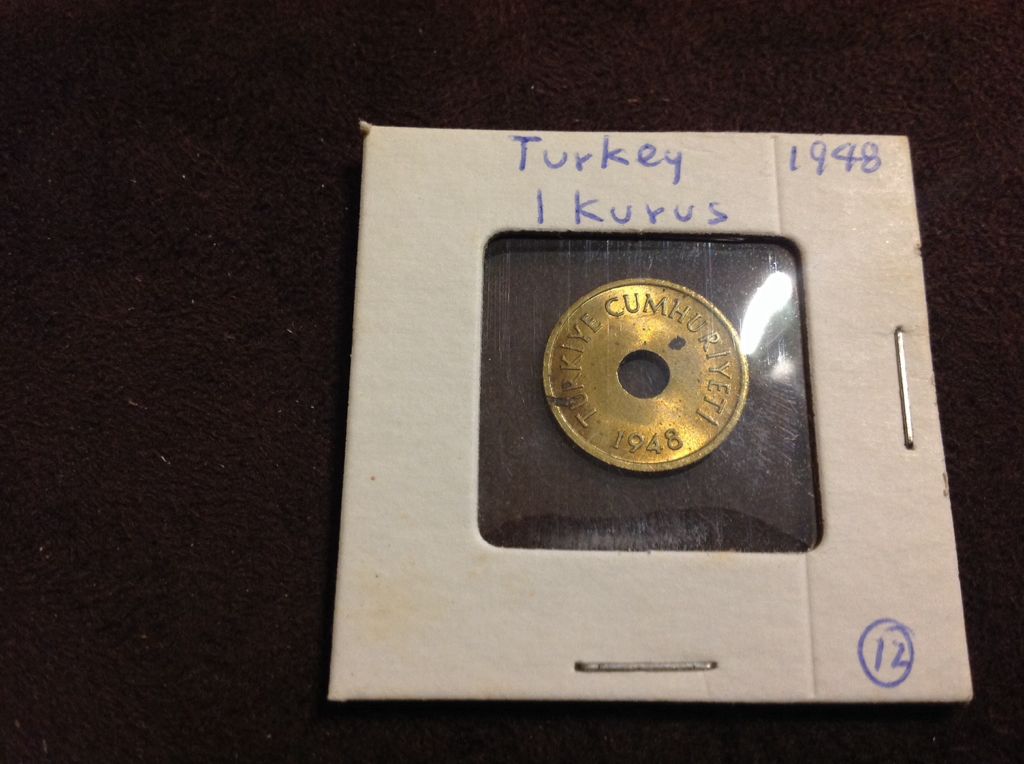 Turkey 1948
1 Kurus
TÜRKİYE CUMHURİYETİ
1948
12